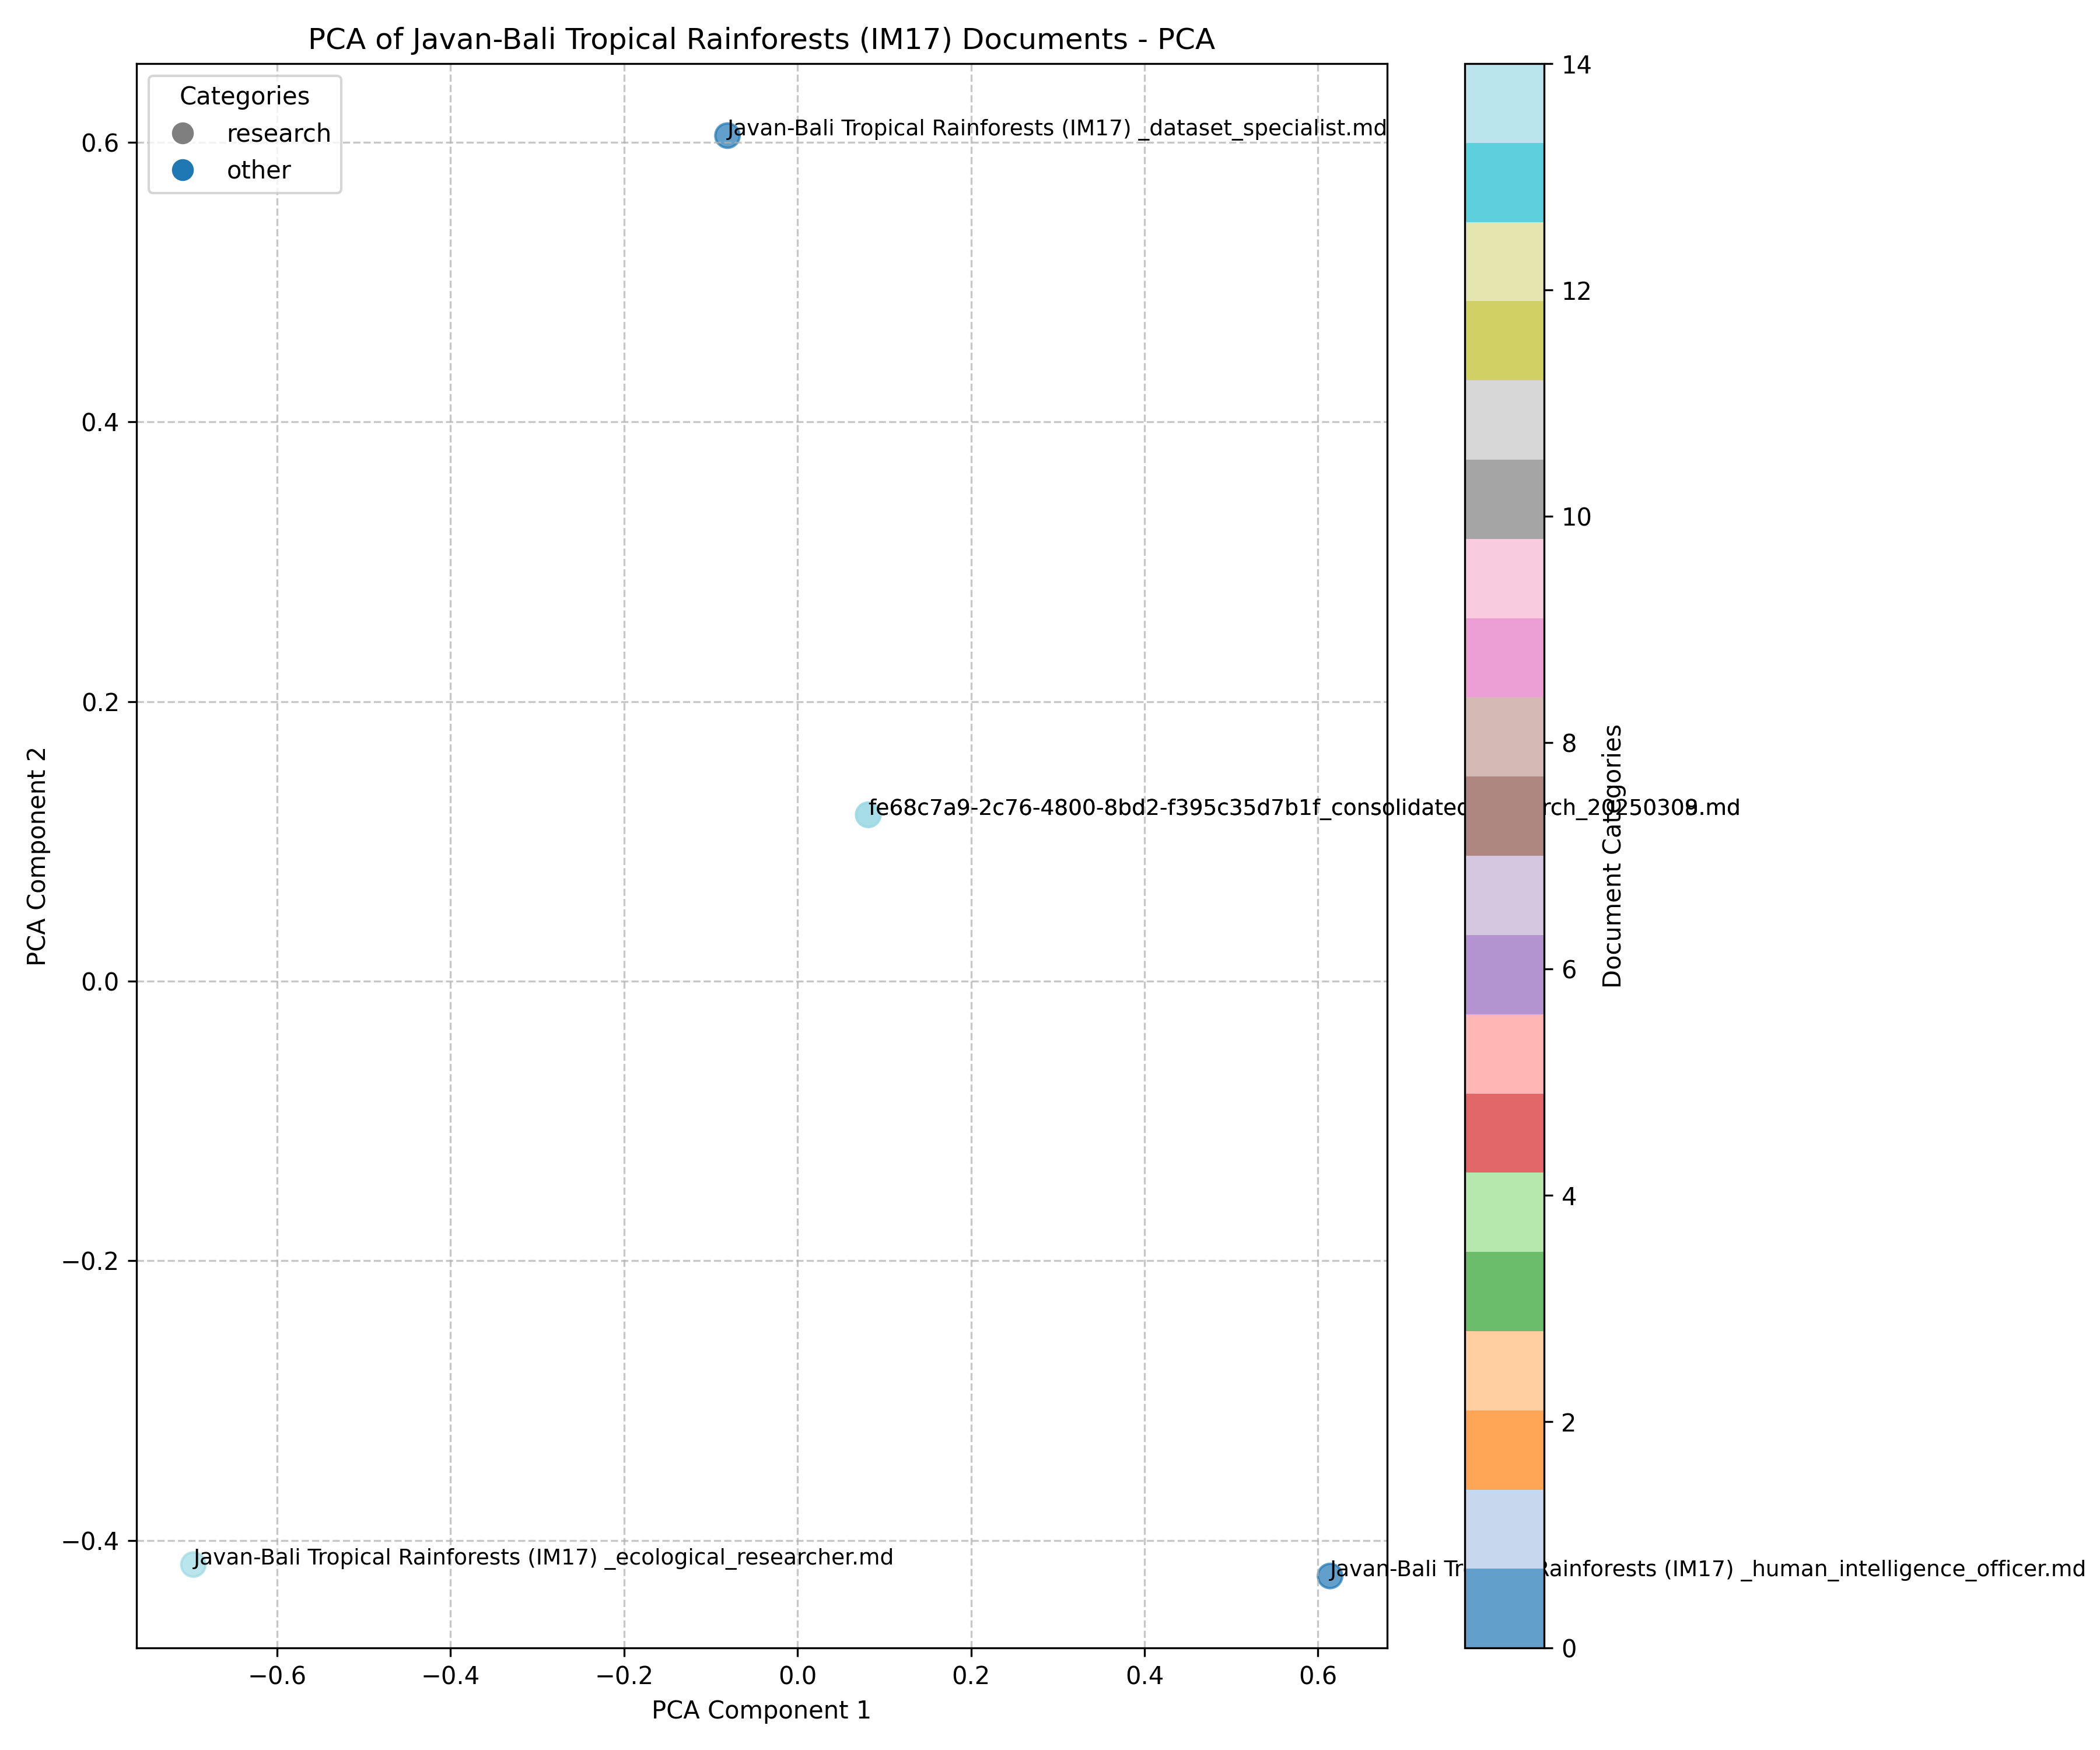 PCA of Javan-Bali Tropical Rainforests (IM17) Documents - PCA
Categories
research
other
Javan-Bali Tropical Rainforests (IM17) _dataset_specialist.md
fe68c7a9-2c76-4800-8bd2-f395c35d7b1f_consolidated rch_2025030 .md
Javan-Bali Tropical Rainforests (IM17) _ecological_researcher.md
Javan-Bali Rainforests (IM17) _human_intelligence_officer.md
0.6
0.4
0.2
0.0
−0.2
−0.4
PCA Component 2
−0.6
−0.4
−0.2
0.0
0.2
0.4
0.6
PCA Component 1
14
12
10
8
6
4
2
0
Document Categories